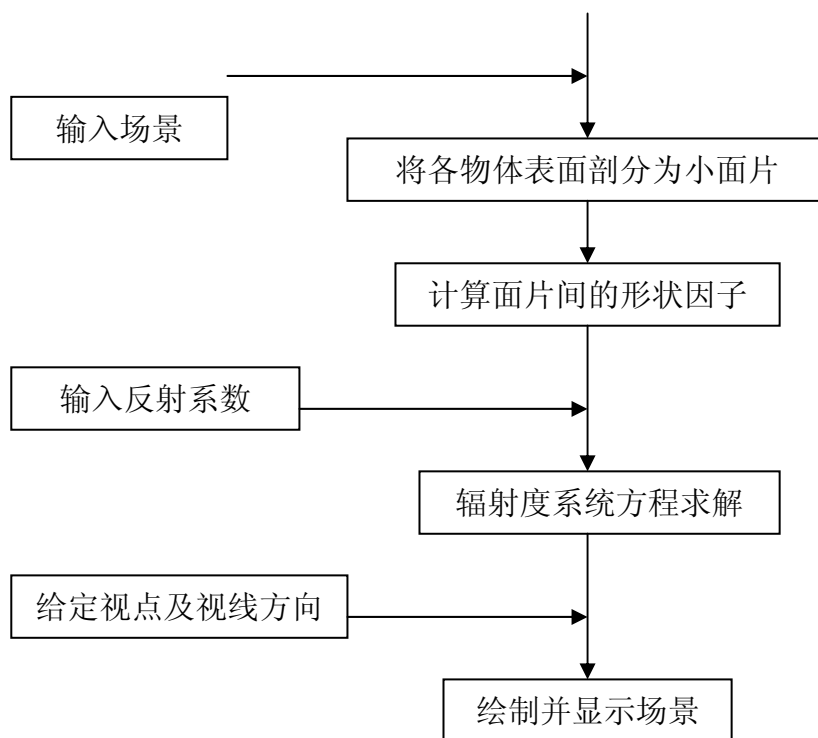 输入场景
将各物体表面剖分为小面片
计算面片间的形状因子
输入反射系数
辐射度系统方程求解
给定视点及视线方向
绘制并显示场景